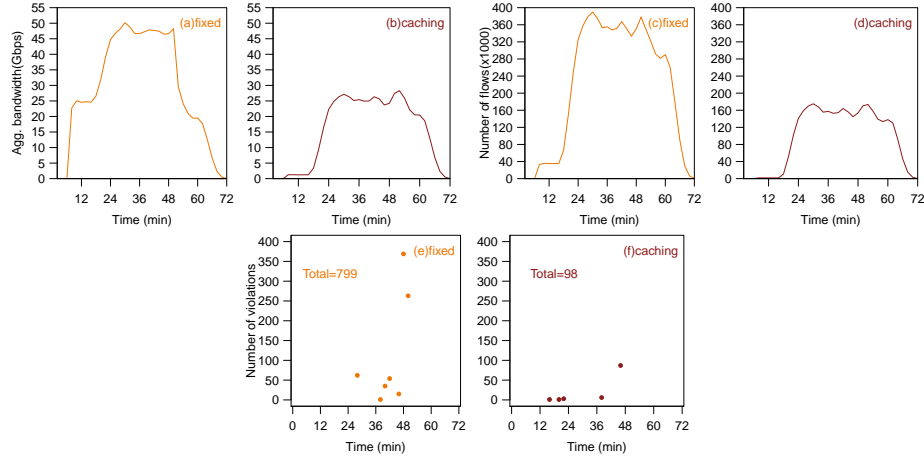 (a)fixed
Agg. bandwidth(Gbps)
55
50
45
40
35
30
25
20
15
10
5
0
12 24 36 48 60 72
Time (min)
(b)caching
55
50
45
40
35
30
25
20
15
10
5
0
12 24 36 48 60 72
Time (min)
(c)fixed
Number of flows(x1000)
400
360
320
280
240
200
160
120
80
40
0
12 24 36 48 60 72
Time (min)
(d)caching
400
360
320
280
240
200
160
120
80
40
0
12 24 36 48 60 72
Time (min)
(e)fixed
Total=799
Number of violations
400
350
300
250
200
150
100
50
0
0 12 24 36 48 60 72
Time (min)
(f)caching
Total=98
400
350
300
250
200
150
100
50
0
0 12 24 36 48 60 72
Time (min)